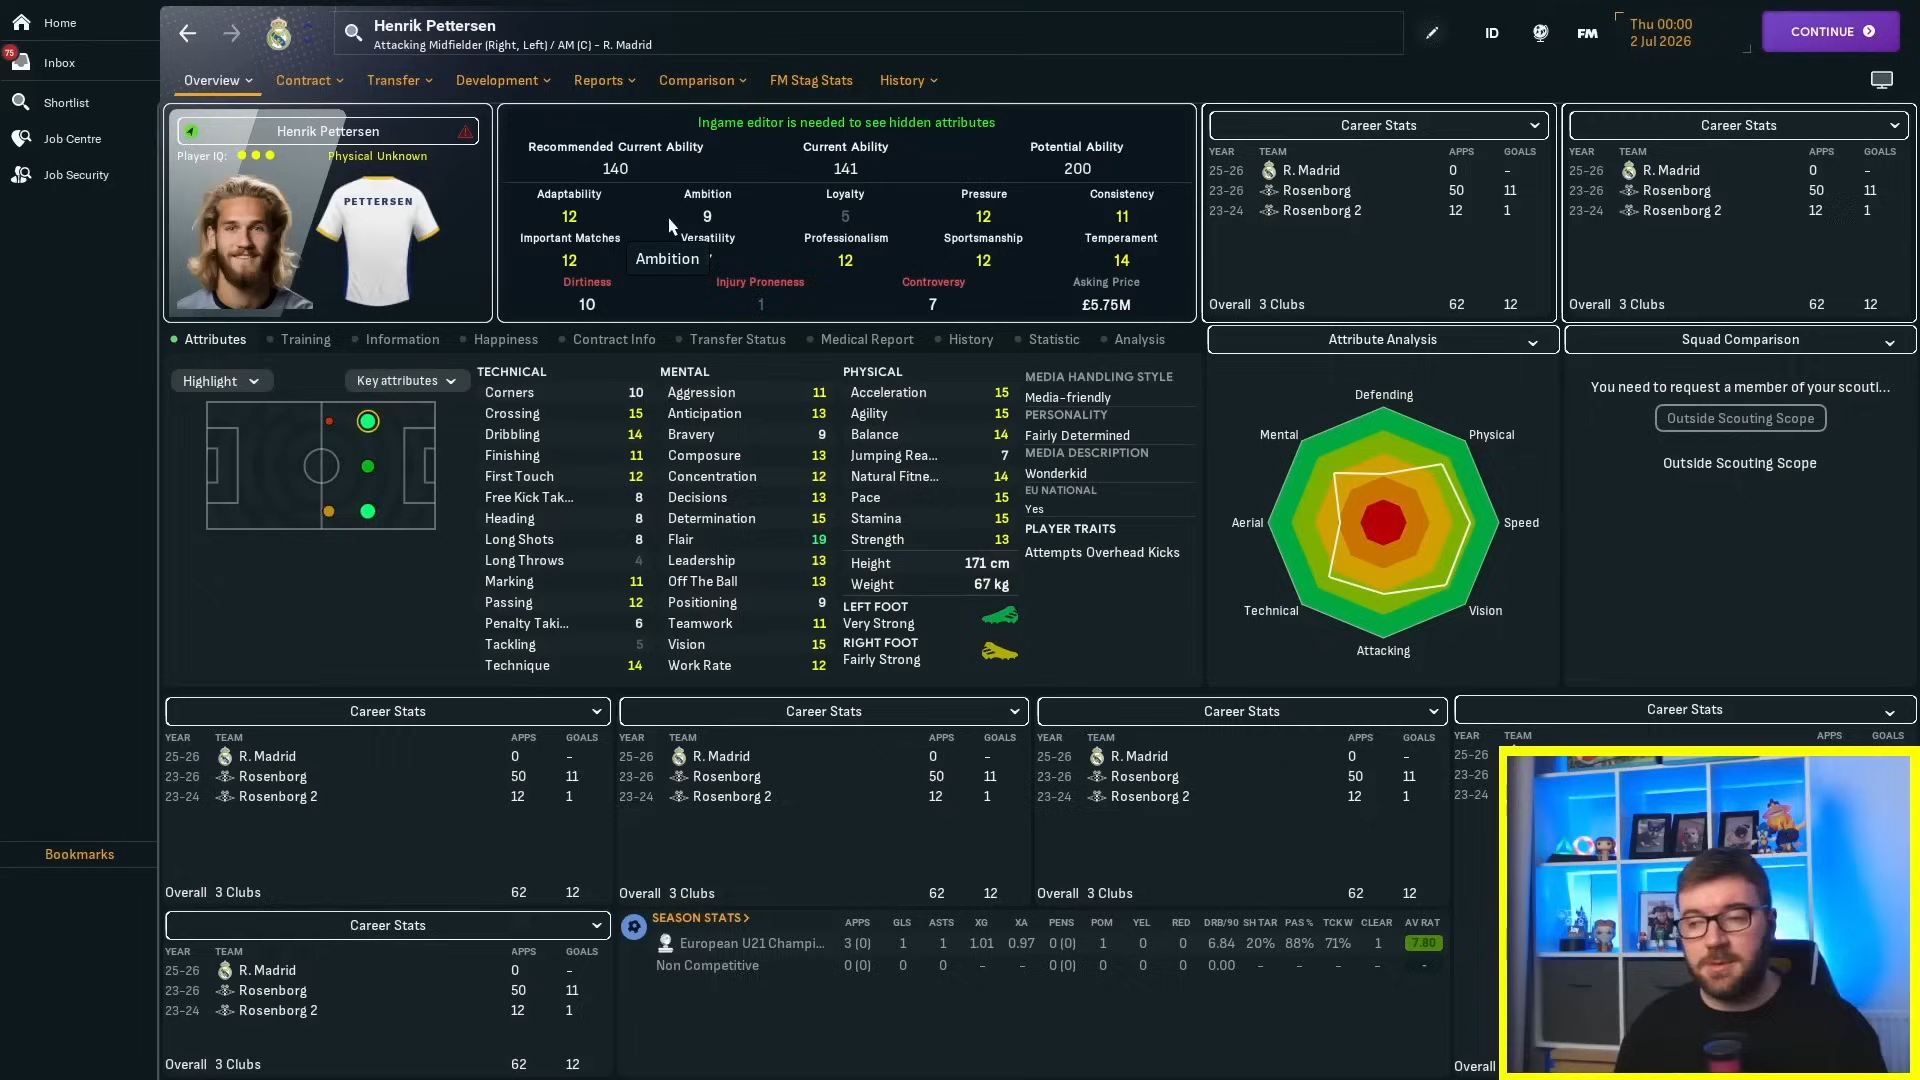 Home
75
Inbox
Shortlist
Job Centre
Job Security
Bookmarks
Henrik Pettersen
Attacking Midfielder (Right, Left) / AM (C) - R. Madrid
ID
FM
Thu 00:00
2 Jul 2026
CONTINUE
Overview
Contract
Transfer
Development
Reports
Comparison
FM Stag Stats
History
Henrik Pettersen
Player IQ:
Physical Unknown
PETTERSEN
Ingame editor is needed to see hidden attributes
Recommended Current Ability Current Ability Potential Ability
140 141 200
Adaptability Ambition Loyalty Pressure Consistency
12 9 5 12 11
Important Matches Versatility Professionalism Sportsmanship Temperament
12 12 12 14
Ambition
Dirtiness Injury Proneness Controversy Asking Price
10 1 7 £5.75M
Career Stats
YEAR TEAM APPS GOALS
25-26 R. Madrid 0 -
23-26 Rosenborg 50 11
23-24 Rosenborg 2 12 1
Overall 3 Clubs 62 12
Career Stats
YEAR TEAM APPS GOALS
25-26 R. Madrid 0 -
23-26 Rosenborg 50 11
23-24 Rosenborg 2 12 1
Overall 3 Clubs 62 12
Attributes Training Information Happiness Contract Info Transfer Status Medical Report History Statistic Analysis
Highlight
Key attributes
TECHNICAL
Corners 10
Crossing 15
Dribbling 14
Finishing 11
First Touch 12
Free Kick Tak... 8
Heading 8
Long Shots 8
Long Throws 4
Marking 11
Passing 12
Penalty Taki... 6
Tackling 5
Technique 14
MENTAL
Aggression 11
Anticipation 13
Bravery 9
Composure 13
Concentration 12
Decisions 13
Determination 15
Flair 19
Leadership 13
Off The Ball 13
Positioning 9
Teamwork 11
Vision 15
Work Rate 12
PHYSICAL
Acceleration 15
Agility 15
Balance 14
Jumping Rea... 7
Natural Fitne... 14
Pace 15
Stamina 15
Strength 13
Height 171 cm
Weight 67 kg
LEFT FOOT
Very Strong
RIGHT FOOT
Fairly Strong
MEDIA HANDLING STYLE
Media-friendly
PERSONALITY
Fairly Determined
MEDIA DESCRIPTION
Wonderkid
EU NATIONAL
Yes
PLAYER TRAITS
Attempts Overhead Kicks
Attribute Analysis
Defending
Mental
Physical
Aerial
Speed
Technical
Vision
Attacking
Squad Comparison
You need to request a member of your scouti...
Outside Scouting Scope
Outside Scouting Scope
Career Stats
YEAR TEAM APPS GOALS
25-26 R. Madrid 0 -
23-26 Rosenborg 50 11
23-24 Rosenborg 2 12 1
Overall 3 Clubs 62 12
Career Stats
YEAR TEAM APPS GOALS
25-26 R. Madrid 0 -
23-26 Rosenborg 50 11
23-24 Rosenborg 2 12 1
Overall 3 Clubs 62 12
Career Stats
YEAR TEAM APPS GOALS
25-26 R. Madrid 0 -
23-26 Rosenborg 50 11
23-24 Rosenborg 2 12 1
Overall 3 Clubs 62 12
Career Stats
YEAR TEAM APPS GOALS
25-26
23-26
23-24
Overall
Career Stats
YEAR TEAM APPS GOALS
25-26 R. Madrid 0 -
23-26 Rosenborg 50 11
23-24 Rosenborg 2 12 1
Overall 3 Clubs 62 12
SEASON STATS APPS GLS ASTS XG XA PENS POM YEL RED DRB/90 SH TAR PAS % TCK W CLEAR AV RAT
European U21 Champi... 3 (0) 1 1 1.01 0.97 0 (0) 1 0 0 6.84 20% 88% 71% 1 7.80
Non Competitive 0 (0) 0 0 - - 0 (0) 0 0 0 0.00 - - - - -